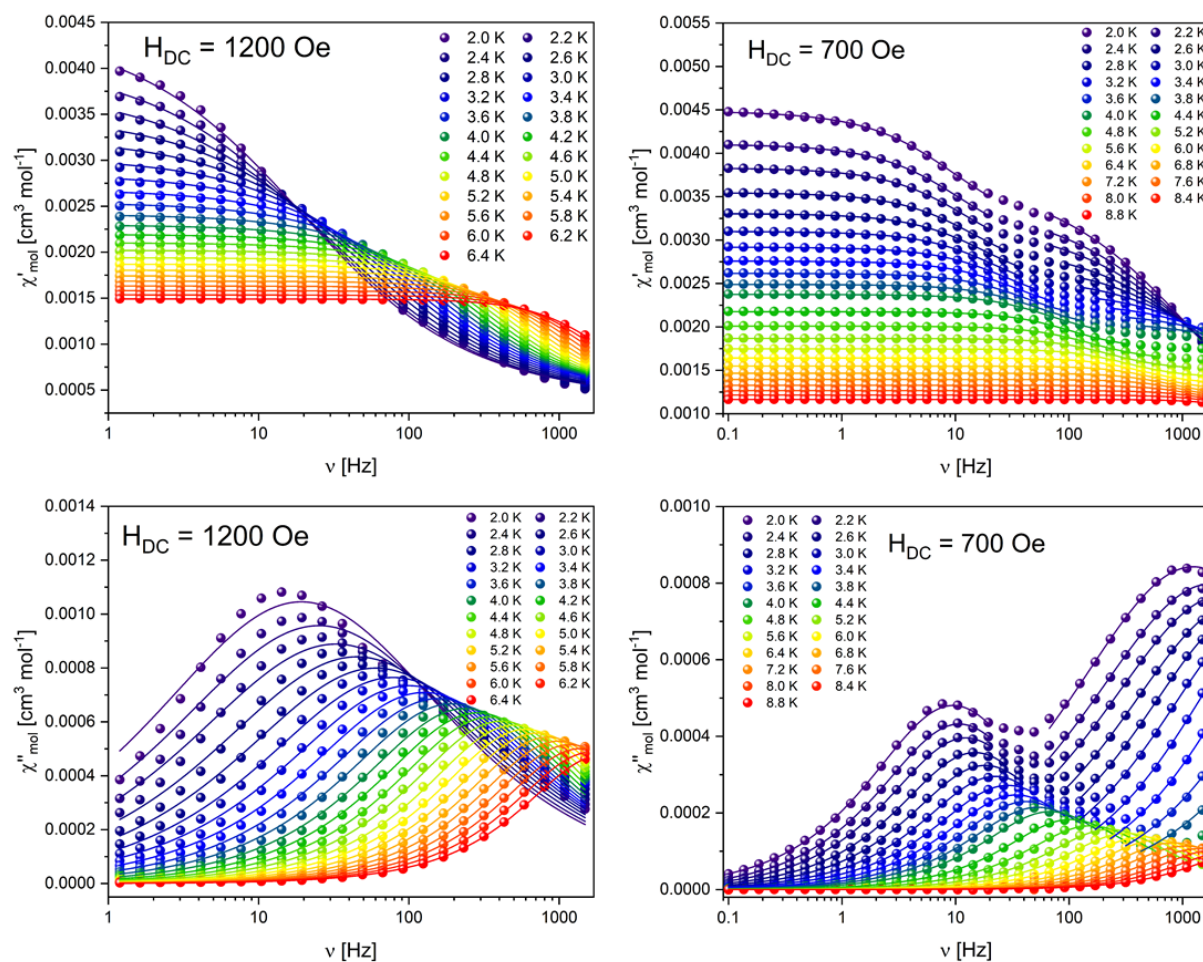 H_DC = 1200 Oe
2.0 K 2.2 K
2.4 K 2.6 K
2.8 K 3.0 K
3.2 K 3.4 K
3.6 K 3.8 K
4.0 K 4.2 K
4.4 K 4.6 K
4.8 K 5.0 K
5.2 K 5.4 K
5.6 K 5.8 K
6.0 K 6.2 K
6.4 K
0.0045
0.0040
0.0035
0.0030
0.0025
0.0020
0.0015
0.0010
0.0005
χ'mol [cm³ mol⁻¹]
1 10 100 1000
ν [Hz]
H_DC = 700 Oe
2.0 K 2.2 K
2.4 K 2.6 K
2.8 K 3.0 K
3.2 K 3.4 K
3.6 K 3.8 K
4.0 K 4.4 K
4.8 K 5.2 K
5.6 K 6.0 K
6.4 K 6.8 K
7.2 K 7.6 K
8.0 K 8.4 K
8.8 K
0.0055
0.0050
0.0045
0.0040
0.0035
0.0030
0.0025
0.0020
0.0015
0.0010
χ'mol [cm³ mol⁻¹]
0.1 1 10 100 1000
ν [Hz]
H_DC = 1200 Oe
2.0 K 2.2 K
2.4 K 2.6 K
2.8 K 3.0 K
3.2 K 3.4 K
3.6 K 3.8 K
4.0 K 4.2 K
4.4 K 4.6 K
4.8 K 5.0 K
5.2 K 5.4 K
5.6 K 5.8 K
6.0 K 6.2 K
6.4 K
0.0014
0.0012
0.0010
0.0008
0.0006
0.0004
0.0002
0.0000
χ''mol [cm³ mol⁻¹]
1 10 100 1000
ν [Hz]
H_DC = 700 Oe
2.0 K 2.2 K
2.4 K 2.6 K
2.8 K 3.0 K
3.2 K 3.4 K
3.6 K 3.8 K
4.0 K 4.4 K
4.8 K 5.2 K
5.6 K 6.0 K
6.4 K 6.8 K
7.2 K 7.6 K
8.0 K 8.4 K
8.8 K
0.0010
0.0008
0.0006
0.0004
0.0002
0.0000
χ''mol [cm³ mol⁻¹]
0.1 1 10 100 1000
ν [Hz]